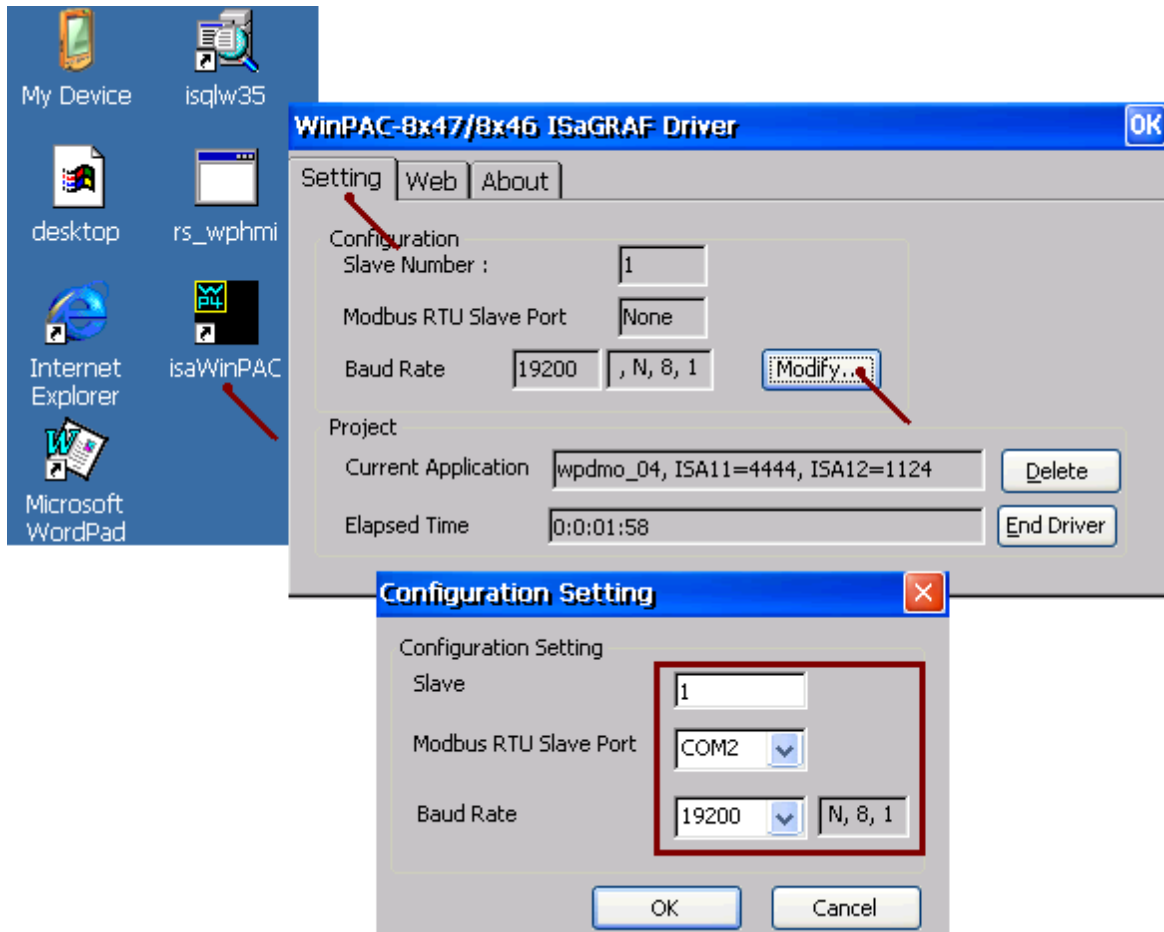 My Device
isqlw35
desktop
rs_wphmi
Internet
Explorer
isaWinPAC
Microsoft
WordPad
WinPAC-8x47/8x46 ISaGRAF Driver
OK
Setting
Web
About
Configuration
Slave Number :
1
Modbus RTU Slave Port
None
Baud Rate
19200
, N, 8, 1
Modify...
Project
Current Application
wpdmo_04, ISA11=4444, ISA12=1124
Delete
Elapsed Time
0:0:01:58
End Driver
Configuration Setting
Configuration Setting
Slave
1
Modbus RTU Slave Port
COM2
Baud Rate
19200
N, 8, 1
OK
Cancel